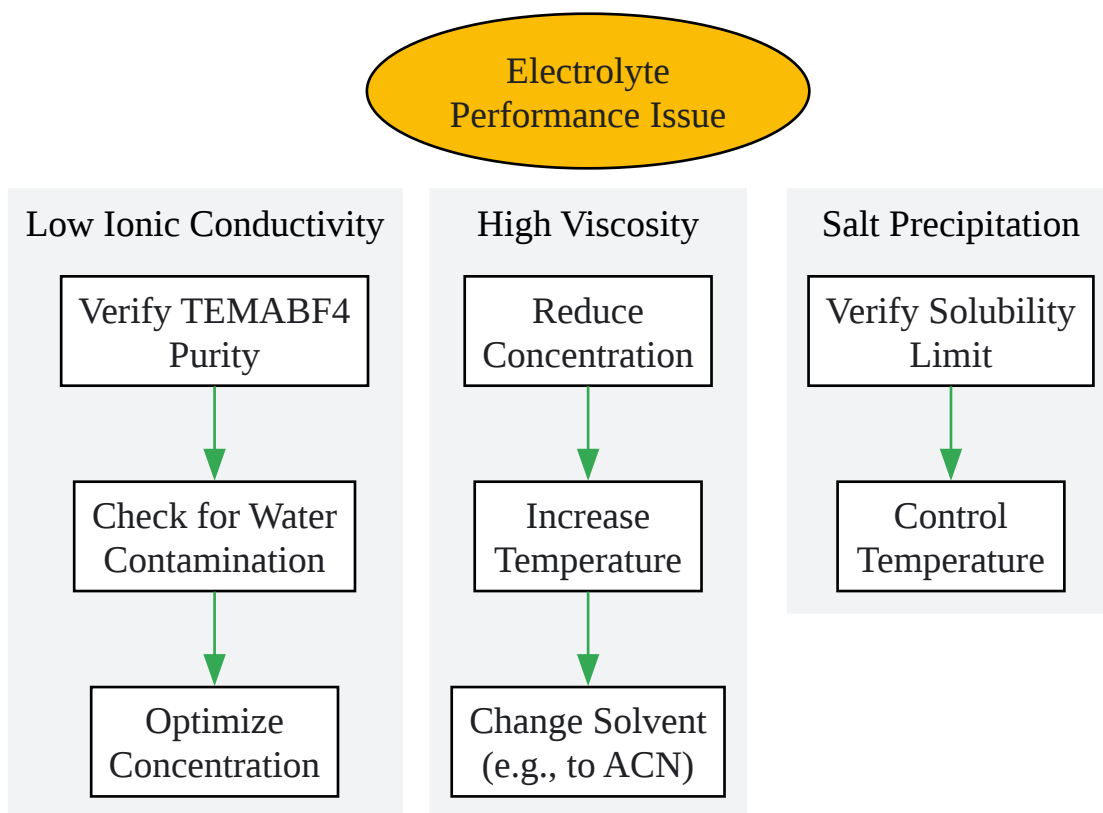 Electrolyte
Performance Issue
Low Ionic Conductivity
Verify TEMABF4
Purity
Check for Water
Contamination
Optimize
Concentration
High Viscosity
Reduce
Concentration
Increase
Temperature
Change Solvent
(e.g., to ACN)
Salt Precipitation
Verify Solubility
Limit
Control
Temperature